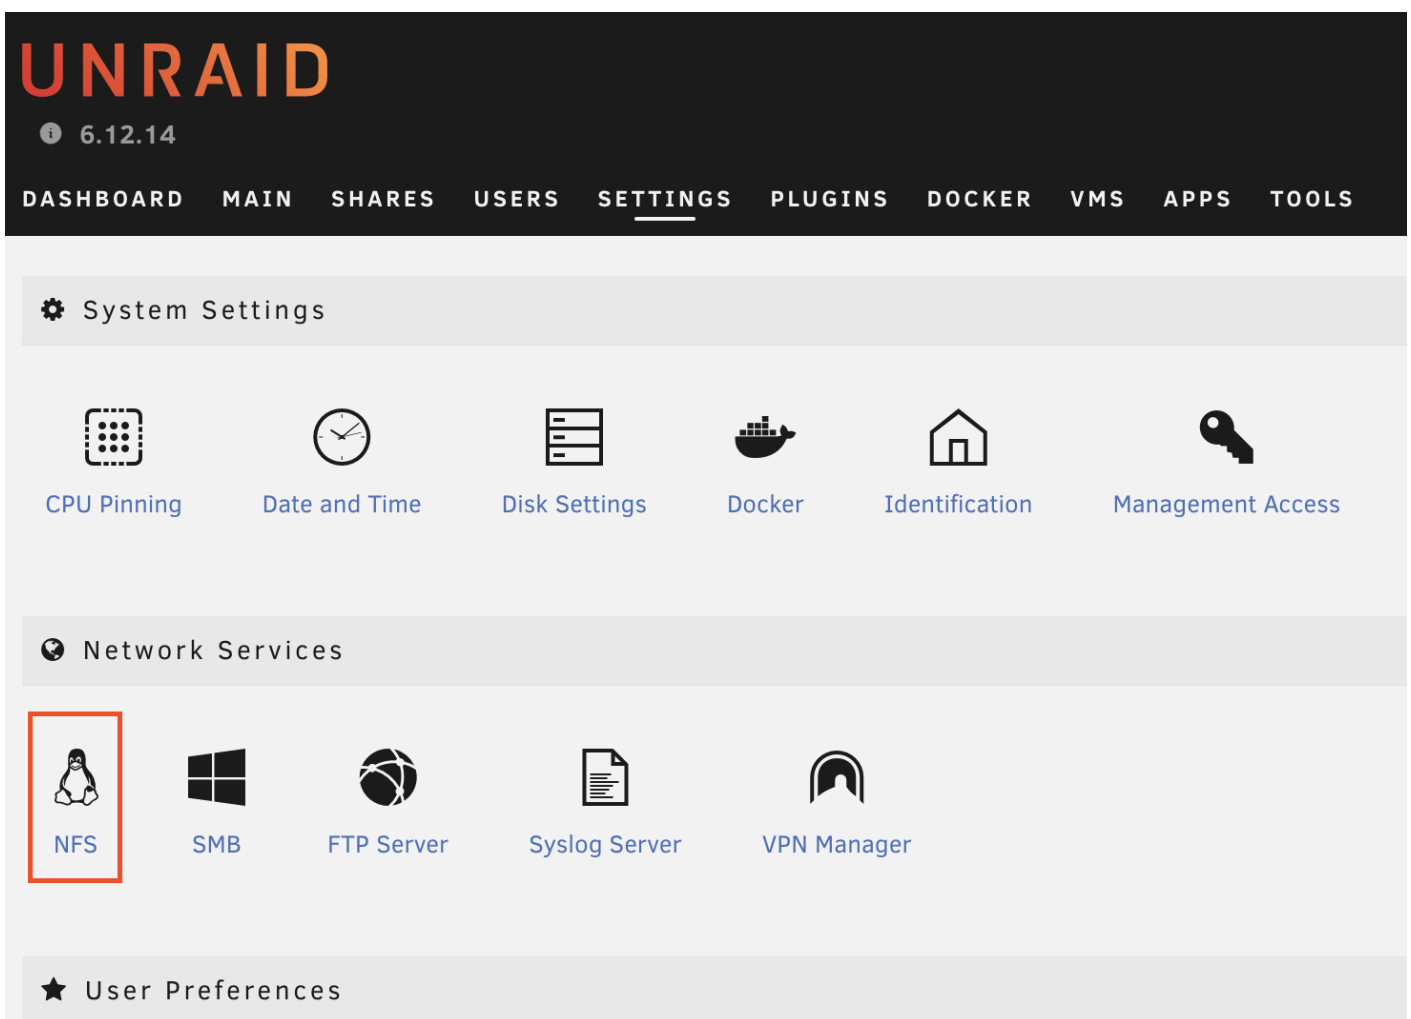 UNRAID
6.12.14
DASHBOARD MAIN SHARES USERS SETTINGS PLUGINS DOCKER VMS APPS TOOLS
System Settings
CPU Pinning Date and Time Disk Settings Docker Identification Management Access
Network Services
NFS SMB FTP Server Syslog Server VPN Manager
User Preferences